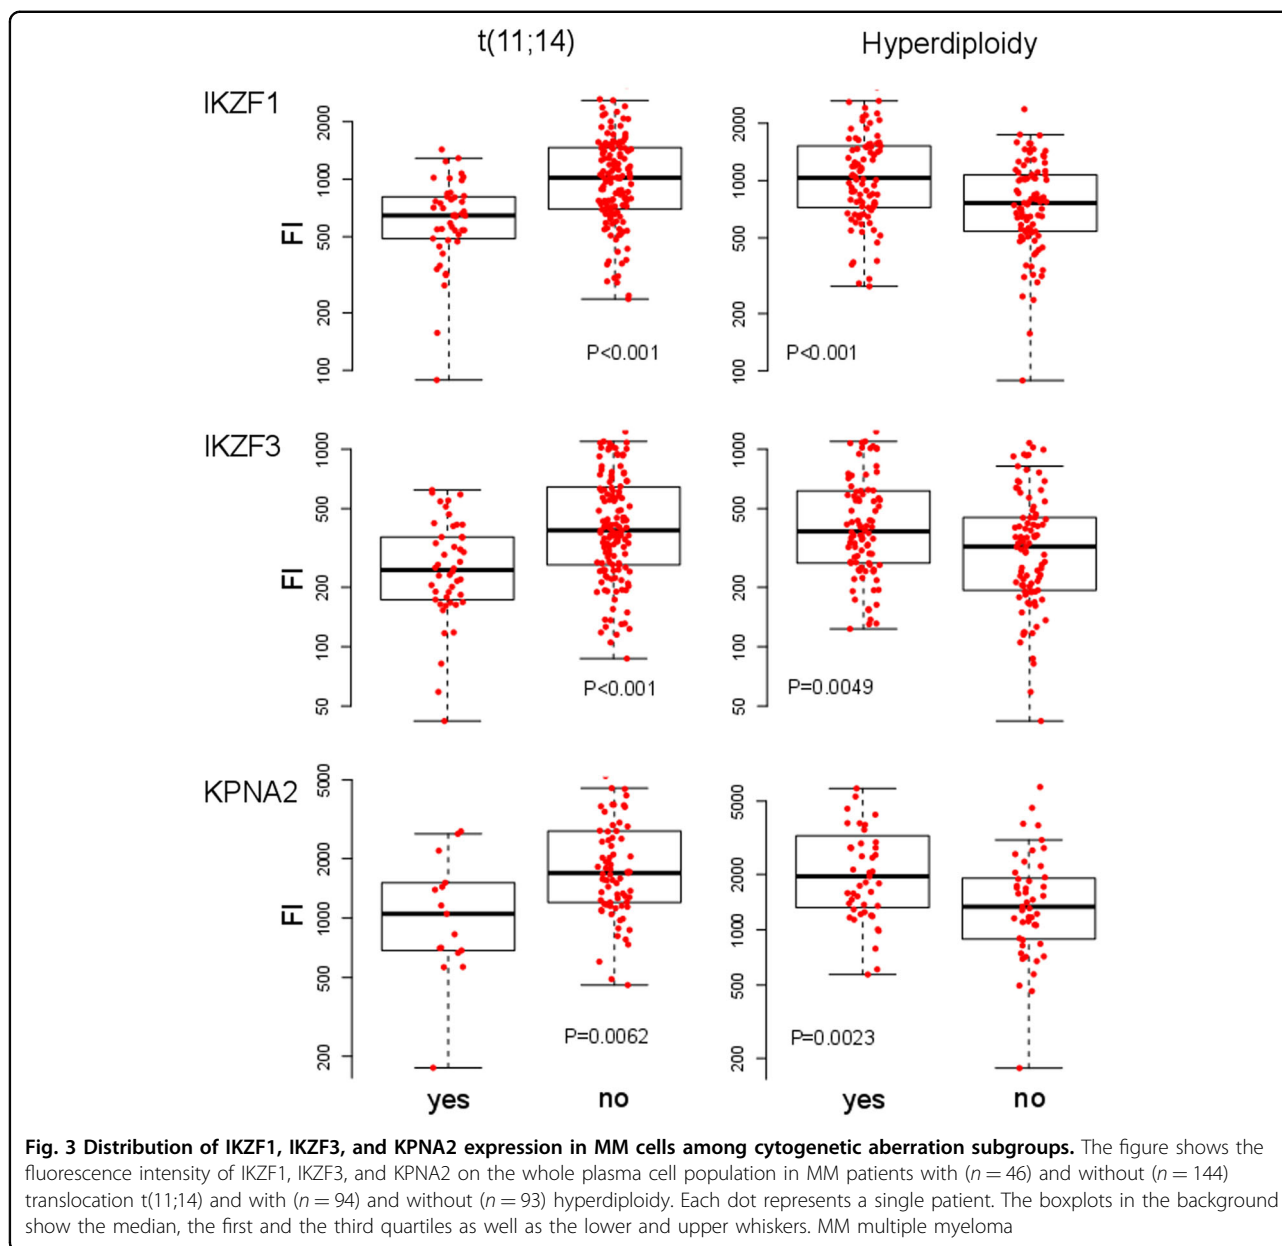 t(11;14) Hyperdiploidy
IKZF1
FI
2000
1000
500
200
100
P<0.001
2000
1000
500
200
100
P<0.001
IKZF3
FI
1000
500
200
100
50
P<0.001
1000
500
200
100
50
P=0.0049
KPNA2
FI
5000
2000
1000
500
200
P=0.0062
5000
2000
1000
500
200
P=0.0023
yes no yes no
Fig. 3 Distribution of IKZF1, IKZF3, and KPNA2 expression in MM cells among cytogenetic aberration subgroups. The figure shows the
fluorescence intensity of IKZF1, IKZF3, and KPNA2 on the whole plasma cell population in MM patients with (n = 46) and without (n = 144)
translocation t(11;14) and with (n = 94) and without (n = 93) hyperdiploidy. Each dot represents a single patient. The boxplots in the background
show the median, the first and the third quartiles as well as the lower and upper whiskers. MM multiple myeloma